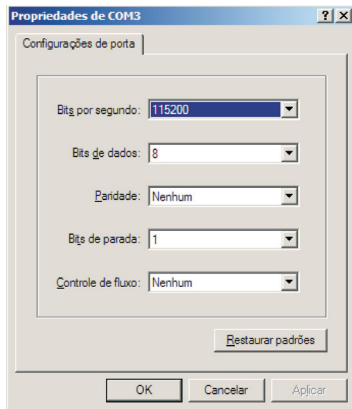 Propriedades de COM3
Configurações de porta
Bits por segundo: 115200
Bits de dados: 8
Paridade: Nenhum
Bits de parada: 1
Controle de fluxo: Nenhum
Restaurar padrões
OK Cancelar Aplicar